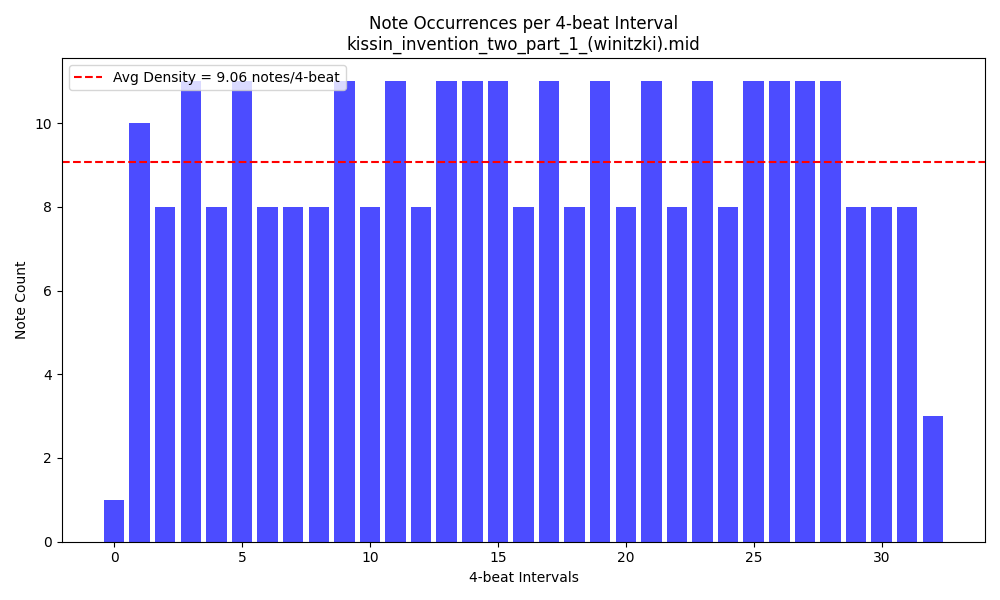 Note Occurrences per 4-beat Interval
kissin_invention_two_part_1_(winitzki).mid
Avg Density = 9.06 notes/4-beat
Note Count
10
8
6
4
2
0
0 5 10 15 20 25 30
4-beat Intervals